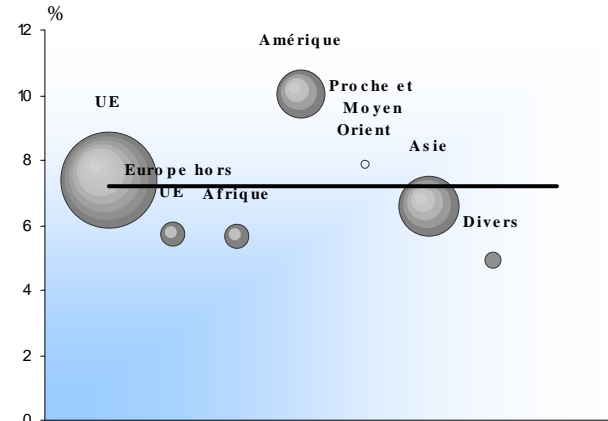 %
12
Amérique
10
Proche et
Moyen
Orient
UE
Asie
8
Europe hors
UE
Afrique
Divers
6
4
2
0